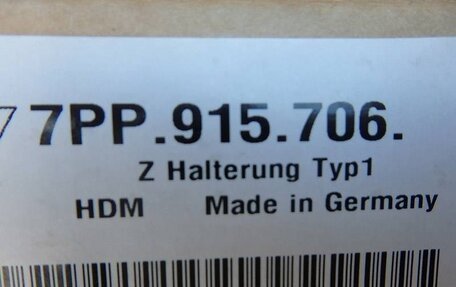 7PP.915.706.
Z Halterung Typ1
HDM Made in Germany